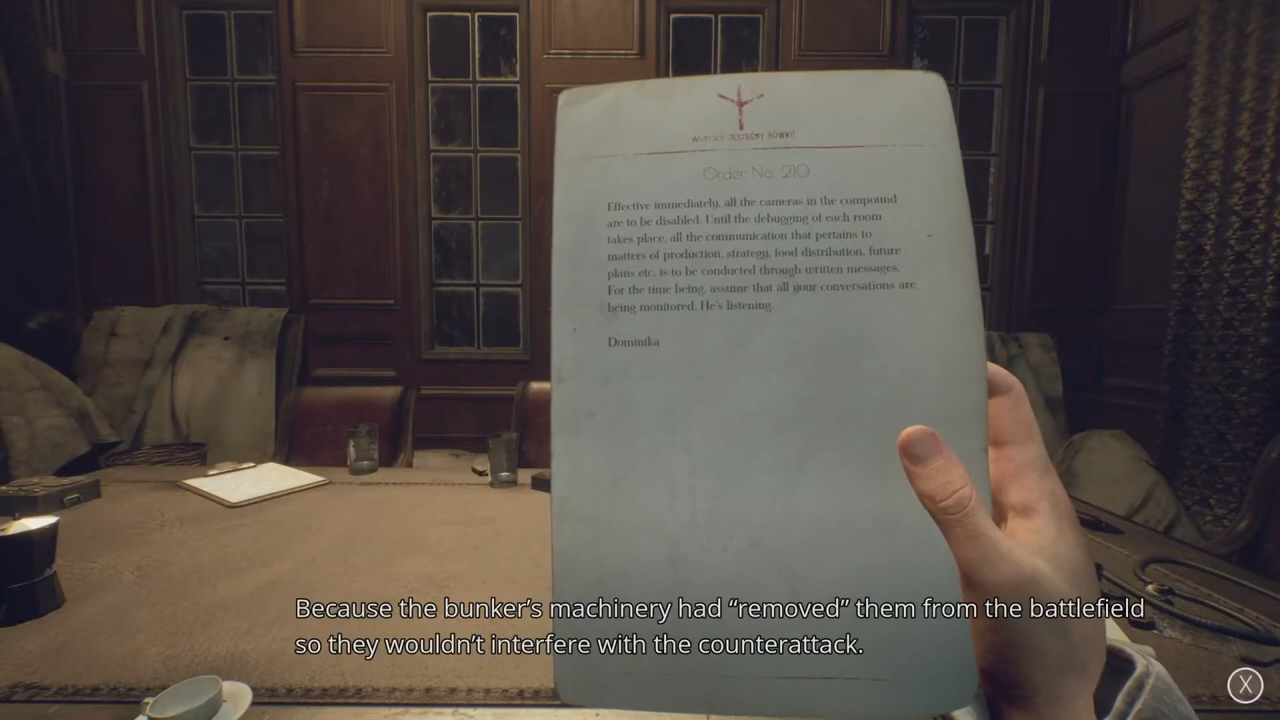 WSZYSCY JESTEŚMY RÓWNI!
Order No. 210
Effective immediately, all the cameras in the compound
are to be disabled. Until the debugging of each room
takes place, all the communication that pertains to
matters of production, strategy, food distribution, future
plans etc. is to be conducted through written messages.
For the time being, assume that all your conversations are
being monitored. He's listening.
Dominika
Because the bunker’s machinery had “removed” them from the battlefield
so they wouldn’t interfere with the counterattack.
X